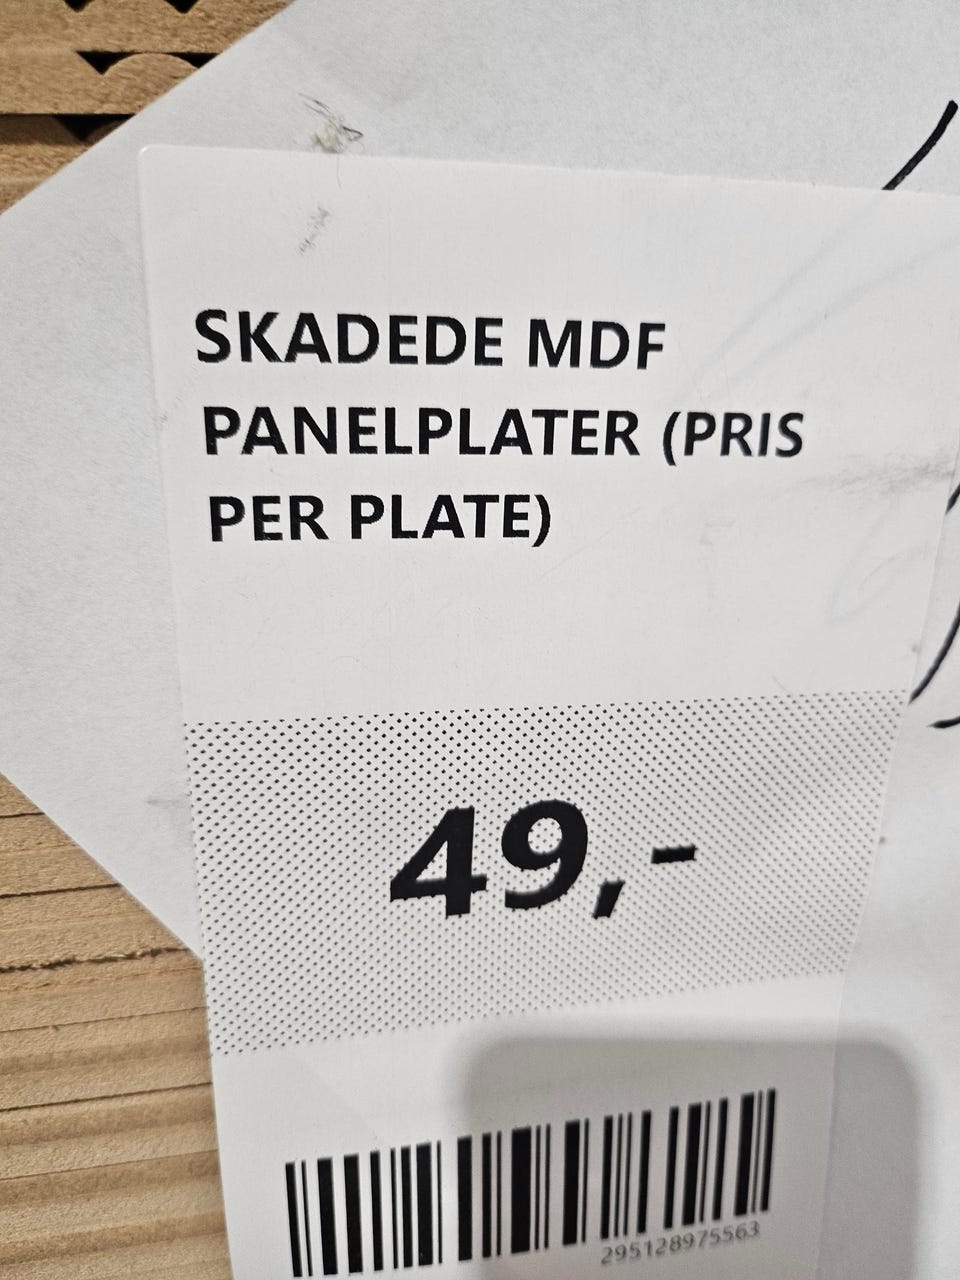 SKADEDE MDF
PANELPLATER (PRIS
PER PLATE)
49,-
295128975563